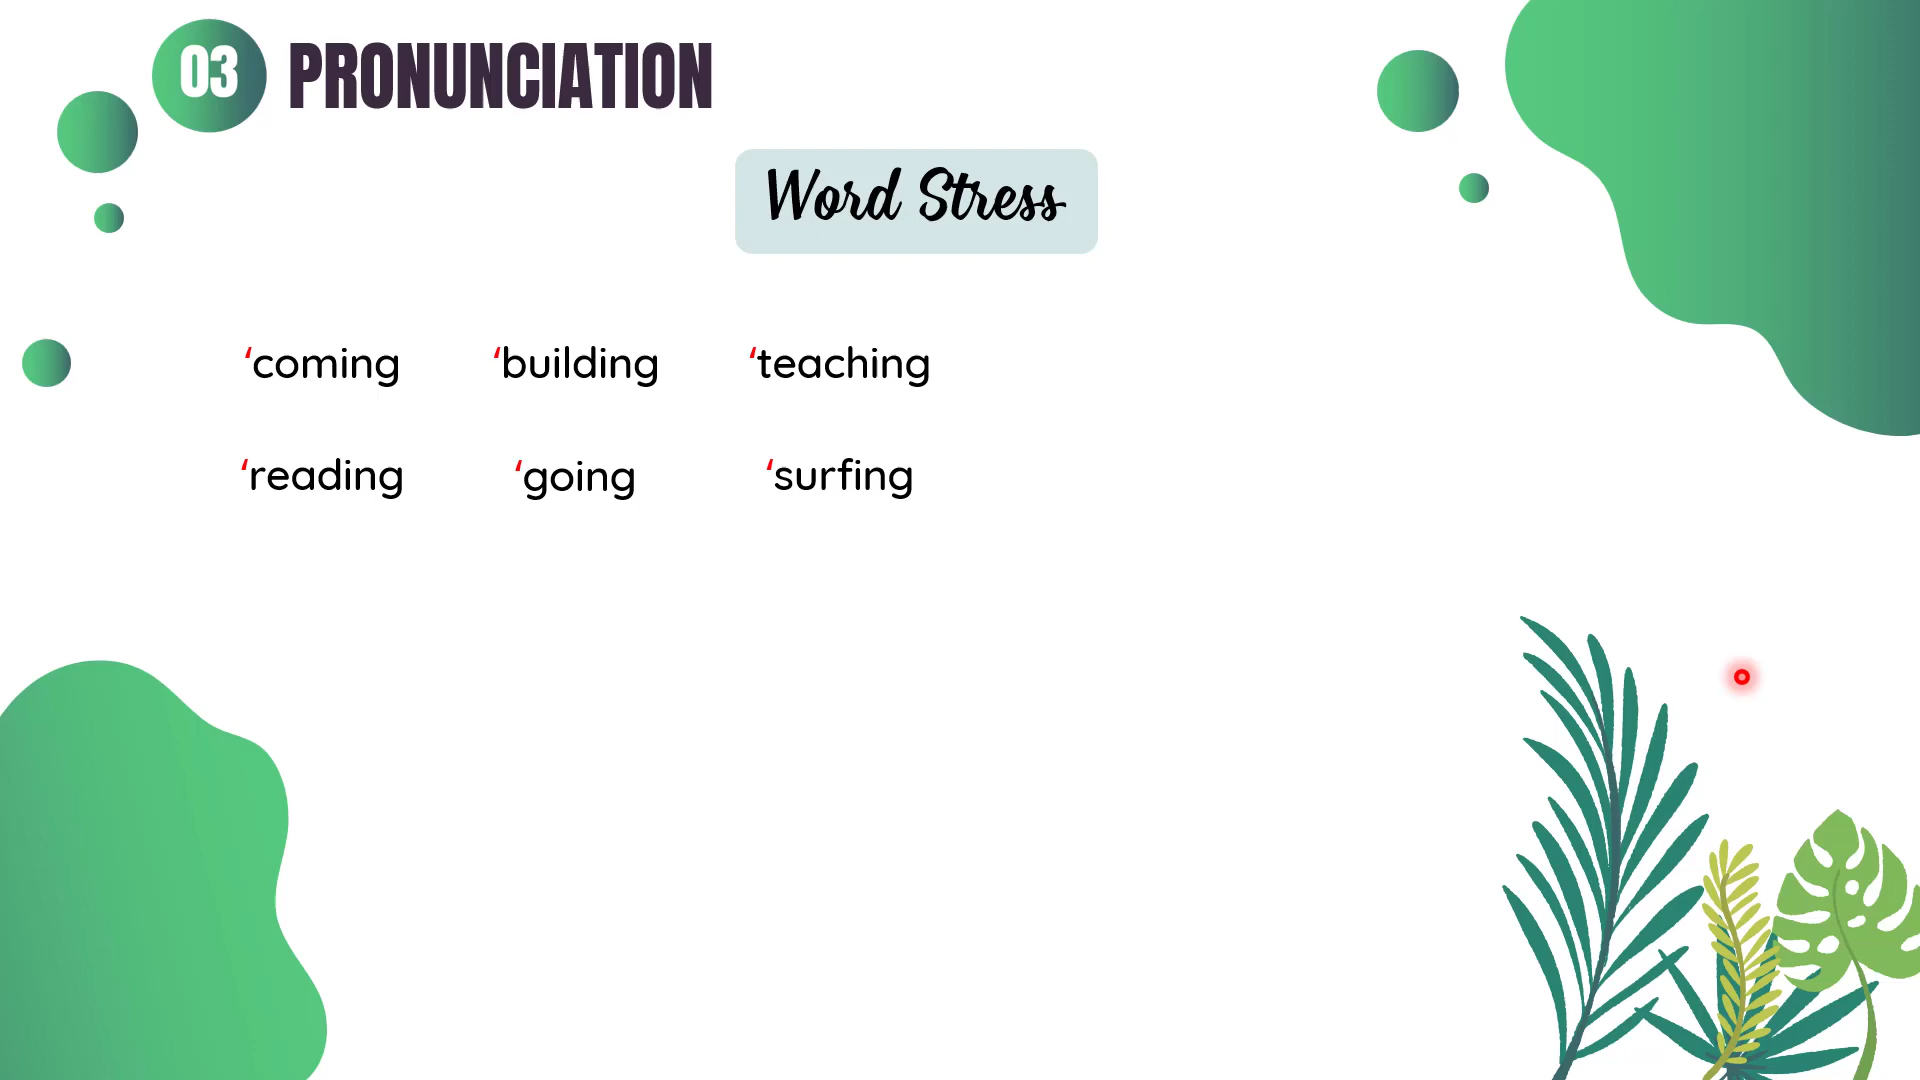 03 PRONUNCIATION
Word Stress
‘coming ‘building ‘teaching
‘reading ‘going ‘surfing